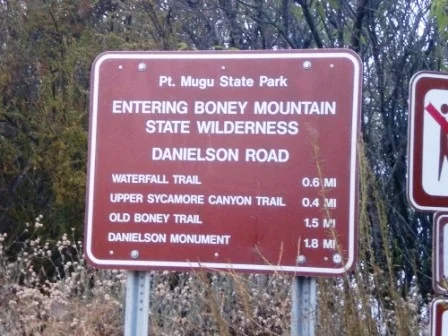 Pt. Mugu State Park
ENTERING BONEY MOUNTAIN
STATE WILDERNESS
DANIELSON ROAD
WATERFALL TRAIL 0.6 MI
UPPER SYCAMORE CANYON TRAIL 0.4 MI
OLD BONEY TRAIL 1.5 MI
DANIELSON MONUMENT 1.8 MI